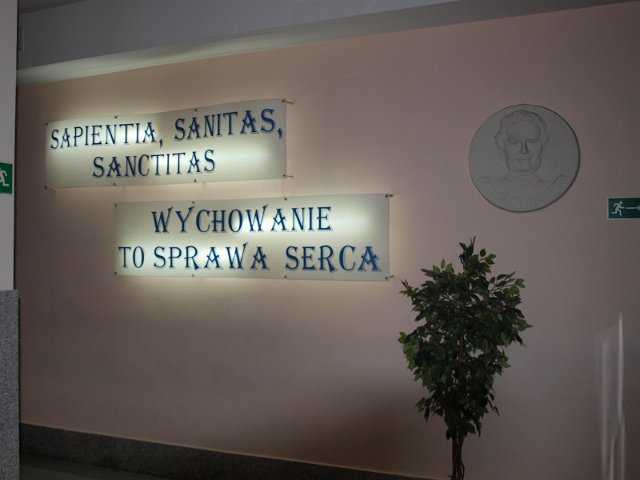 SAPIENTIA, SANITAS,
SANCTITAS
WYCHOWANIE
TO SPRAWA SERCA